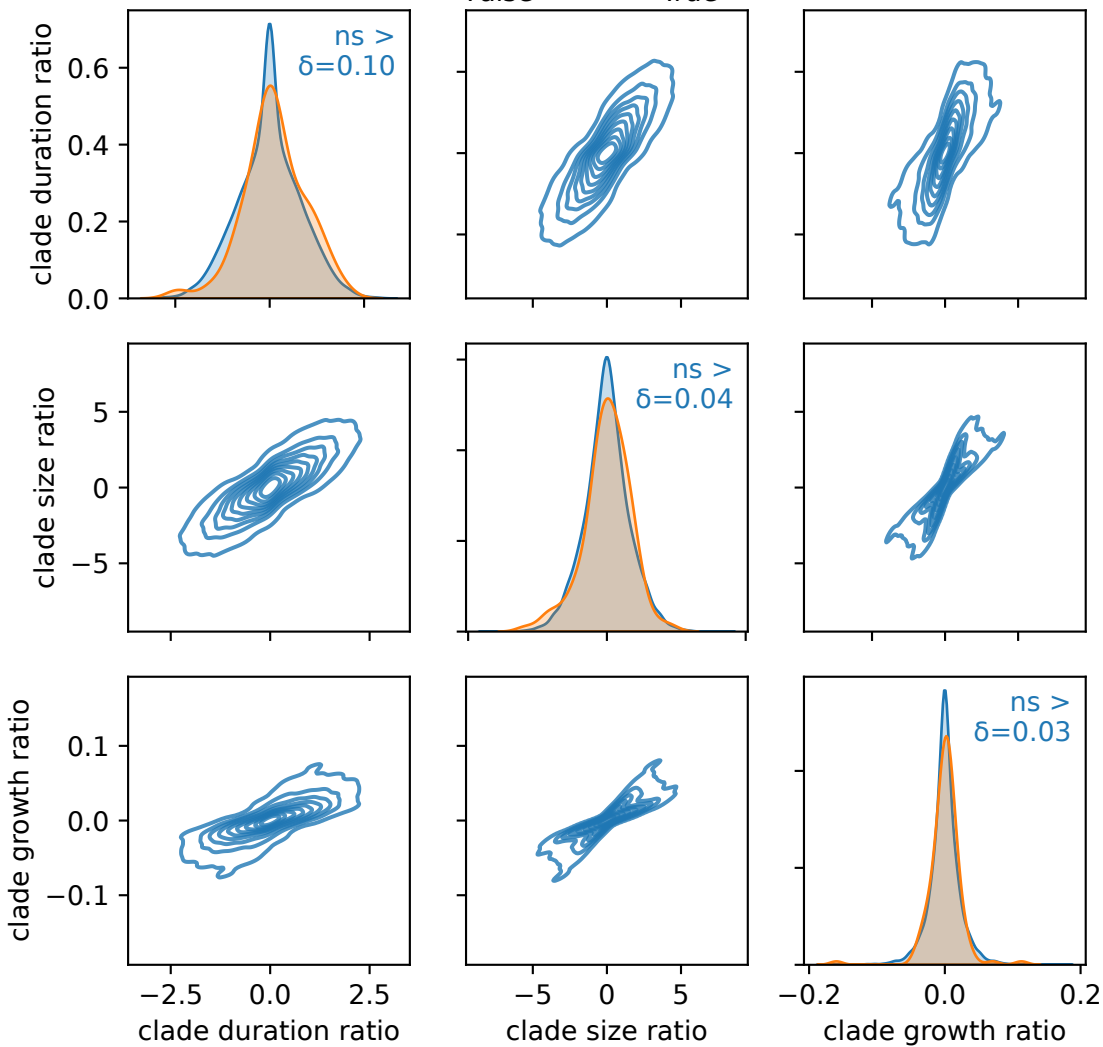 clade duration ratio
0.6
0.4
0.2
0.0
ns >
δ=0.10
clade size ratio
5
0
−5
ns >
δ=0.04
clade growth ratio
0.1
0.0
−0.1
ns >
δ=0.03
−2.5 0.0 2.5
−5 0 5
−0.2 0.0 0.2
clade duration ratio
clade size ratio
clade growth ratio